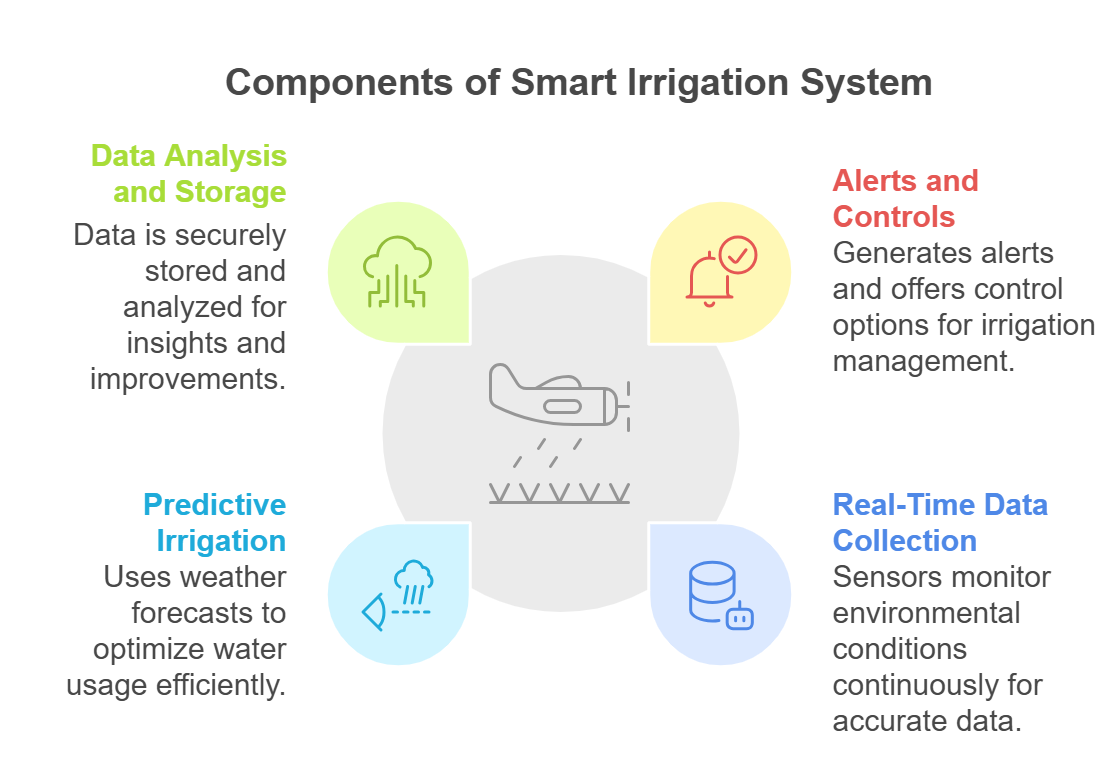 Components of Smart Irrigation System
Data Analysis
and Storage
Data is securely
stored and
analyzed for
insights and
improvements.
Alerts and
Controls
Generates alerts
and offers control
options for irrigation
management.
Predictive
Irrigation
Uses weather
forecasts to
optimize water
usage efficiently.
Real-Time Data
Collection
Sensors monitor
environmental
conditions
continuously for
accurate data.